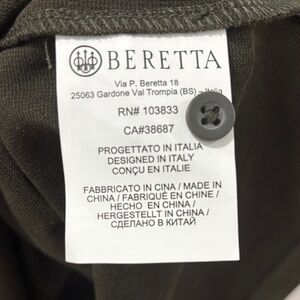 BERETTA
Via P. Beretta 18
25063 Gardone Val Trompia (BS) – Italia
RN# 103833
CA#38687
PROGETTATO IN ITALIA
DESIGNED IN ITALY
CONÇU EN ITALIE
FABBRICATO IN CINA / MADE IN
CHINA / FABRIQUÉ EN CHINE /
HECHO EN CHINA /
HERGESTELLT IN CHINA /
СДЕЛАНО В КИТАЙ